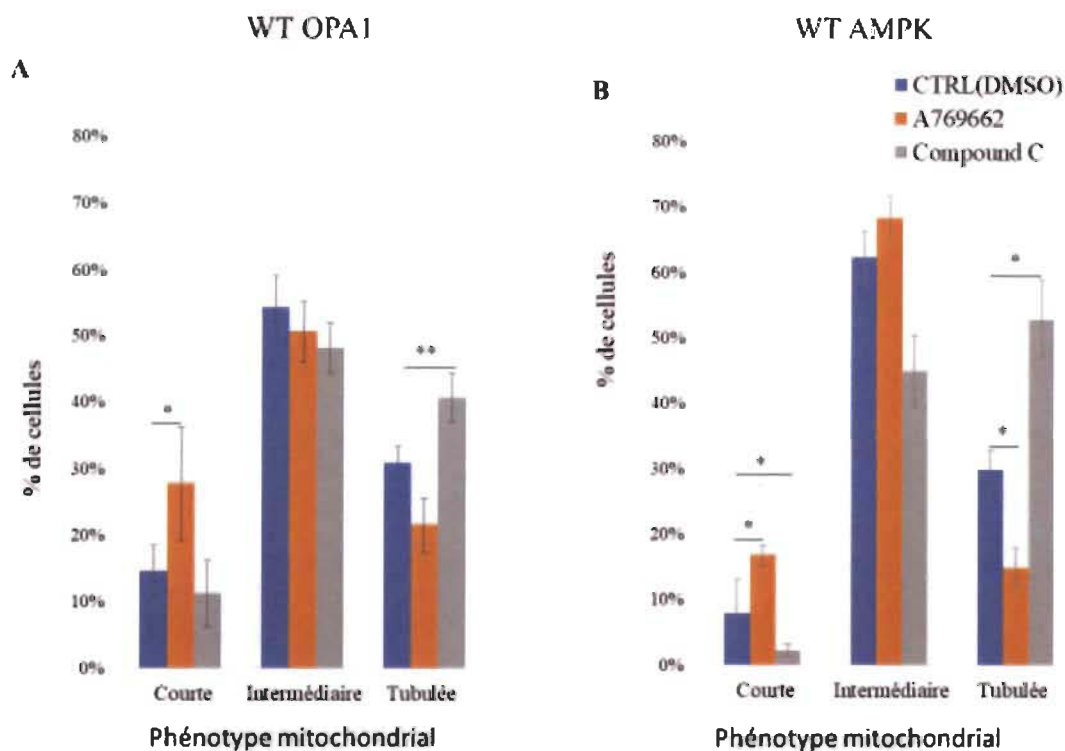 WT OPA1
WT AMPK
A
B
CTRL(DMSO)
A769662
Compound C
% de cellules
80%
70%
60%
50%
40%
30%
20%
10%
0%
*
**
Courte
Intermédiaire
Tubulée
Phénotype mitochondrial
% de cellules
80%
70%
60%
50%
40%
30%
20%
10%
0%
*
*
*
*
Courte
Intermédiaire
Tubulée
Phénotype mitochondrial